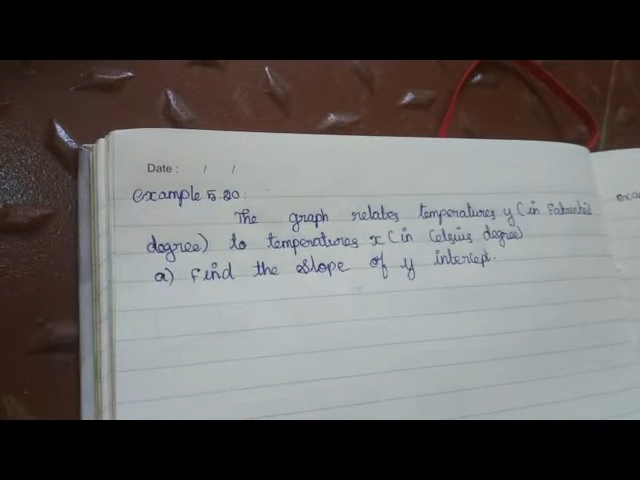 Date : / /
Example 5.20:
The graph relates temperatures y (in Fahrenheit
degree) to temperatures x (in Celsius degree)
a) Find the slope of y intercept.